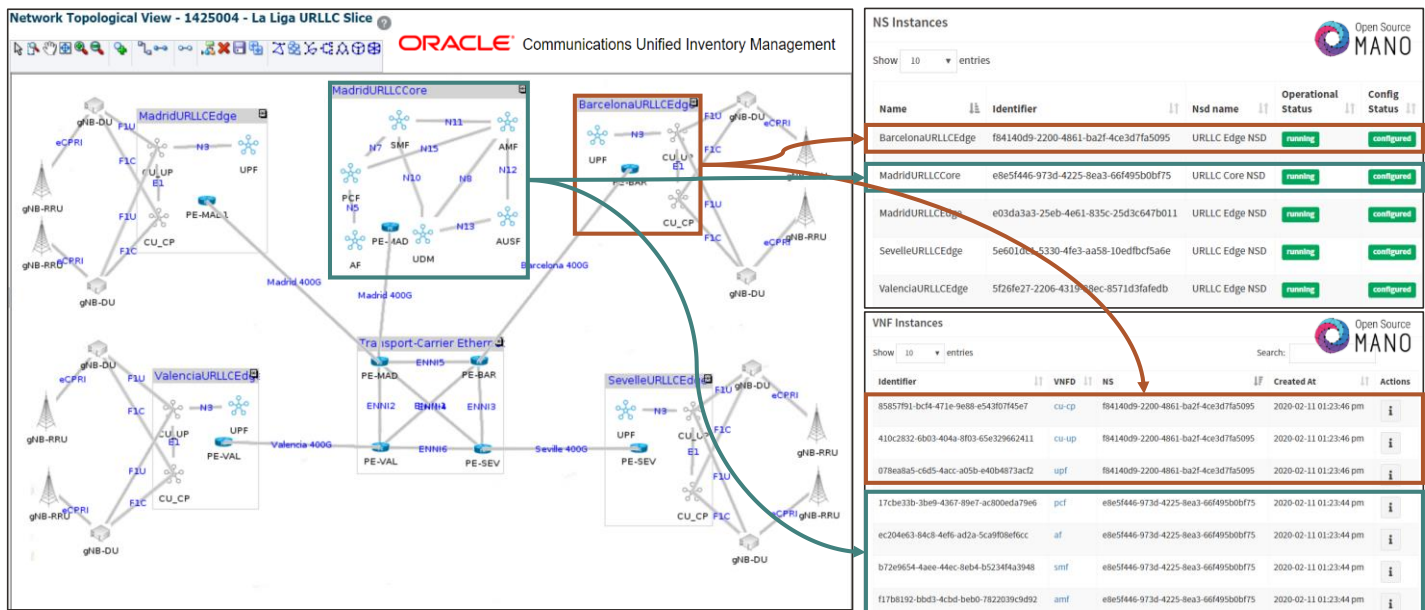 Network Topological View - 1425004 - La Liga URLLC Slice
ORACLE Communications Unified Inventory Management
MadridURLLCEdge
gNB-DU
F1U
eCPRI
F1C
N3
CU_UP
UPF
E1
gNB-RRU
F1U
PE-MAD
CU_CP
F1C
eCPRI
gNB-RRU
gNB-DU
MadridURLLCCore
N11
SMF
AMF
N7
N15
N10
N8
N12
PCF
N5
N13
PE-MAD
AF
UDM
AUSF
BarcelonaURLLCEdge
F1U
gNB-DU
eCPRI
N3
UPF
CU_UP
F1C
E1
PE-BAR
gNB-RRU
F1U
CU_CP
F1C
eCPRI
gNB-DU
Madrid 400G
Madrid 400G
Barcelona 400G
Transport-Carrier Ethern
ENNI5
PE-MAD
PE-BAR
ENNI2
ENNI3
ENNI6
PE-VAL
PE-SEV
Valencia 400G
Seville 400G
ValenciaURLLCEdge
gNB-DU
eCPRI
F1U
F1C
N3
CU_UP
UPF
E1
gNB-RRU
PE-VAL
F1U
CU_CP
F1C
eCPRI
gNB-RRU
gNB-DU
SevelleURLLCEdge
F1U
gNB-DU
eCPRI
N3
UPF
CU_UP
F1C
E1
gNB-RRU
PE-SEV
F1U
CU_CP
F1C
eCPRI
gNB-RRU
gNB-DU
NS Instances
Open Source
MANO
Show 10 entries
Name Identifier Nsd name Operational Status Config Status
BarcelonaURLLCEdge f84140d9-2200-4861-ba2f-4ce3d7fa5095 URLLC Edge NSD running configured
MadridURLLCCore e8e5f446-973d-4225-8ea3-66f495b0bf75 URLLC Core NSD running configured
MadridURLLCEdge e03da3a3-25eb-4e61-835c-25d3c647b011 URLLC Edge NSD running configured
SevelleURLLCEdge URLLC Edge NSD running configured
ValenciaURLLCEdge URLLC Edge NSD running configured
VNF Instances
Open Source
MANO
Show 10 entries
Search:
Identifier VNFD NS Created At Actions
85857f91-bcf4-471e-9e88-e543f07f45e7 cu-cp f84140d9-2200-4861-ba2f-4ce3d7fa5095 2020-02-11 01:23:46 pm i
410c2832-6b03-404a-8f03-65e329662411 cu-up f84140d9-2200-4861-ba2f-4ce3d7fa5095 2020-02-11 01:23:46 pm i
078ea8a5-c6d5-4acc-a05b-e40b4873acf2 upf f84140d9-2200-4861-ba2f-4ce3d7fa5095 2020-02-11 01:23:46 pm i
17cbe33b-3be9-4367-89e7-ac800eda79e6 pcf e8e5f446-973d-4225-8ea3-66f495b0bf75 2020-02-11 01:23:44 pm i
ec204e63-84c8-4ef6-ad2a-5ca9f08ef6cc af e8e5f446-973d-4225-8ea3-66f495b0bf75 2020-02-11 01:23:44 pm i
b72e9654-4aee-44ec-8eb4-b5234f4a3948 smf e8e5f446-973d-4225-8ea3-66f495b0bf75 2020-02-11 01:23:44 pm i
f17b8192-bbd3-4cbd-beb0-7822039c9d92 amf e8e5f446-973d-4225-8ea3-66f495b0bf75 2020-02-11 01:23:44 pm i